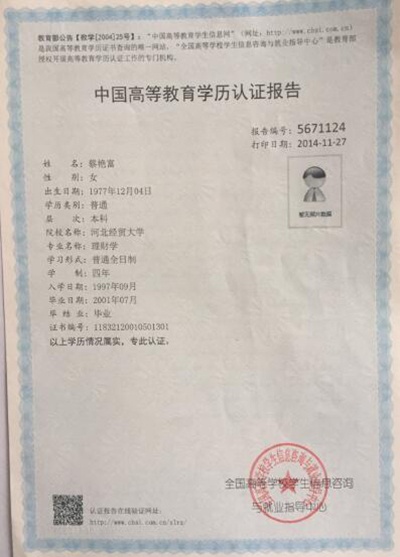 教育部公告【教学[2004]25号】：“中国高等教育学生信息网”（网址：http://www.chsi.com.cn）
是我国高等教育学历证书查询的唯一网站，“全国高等学校学生信息咨询与就业指导中心”是教育部
授权开展高等教育学历认证工作的专门机构。
中国高等教育学历认证报告
报告编号：5671124
打印日期：2014-11-27
姓 名：蔡艳富
性 别：女
出生日期：1977年12月04日
学历类别：普通
层 次：本科
院校名称：河北经贸大学
专业名称：理财学
学习形式：普通全日制
学 制：四年
入学日期：1997年09月
毕业日期：2001年07月
毕 结 业：毕业
证书编号：11832120010501301
以上学历情况属实，专此认证。
暂无照片数据
全国高等学校学生信息咨询
与就业指导中心
认证报告在线验证网址：
http://www.chsi.com.cn/xlrz/